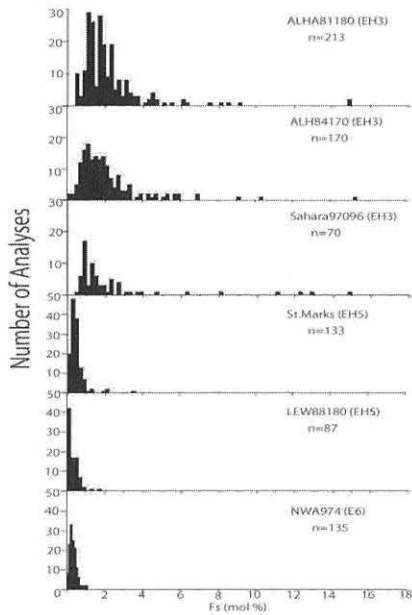 Number of Analyses
30
20
10
ALHA81180 (EH3)
n=213
30
20
10
ALH84170 (EH3)
n=170
30
20
10
Sahara97096 (EH3)
n=70
50
40
30
20
10
St.Marks (EH5)
n=133
50
40
30
20
10
LEW88180 (EH5)
n=87
50
40
30
20
10
NWA974 (E6)
n=135
0 2 4 6 8 10 12 14 16 18
Fs (mol %)